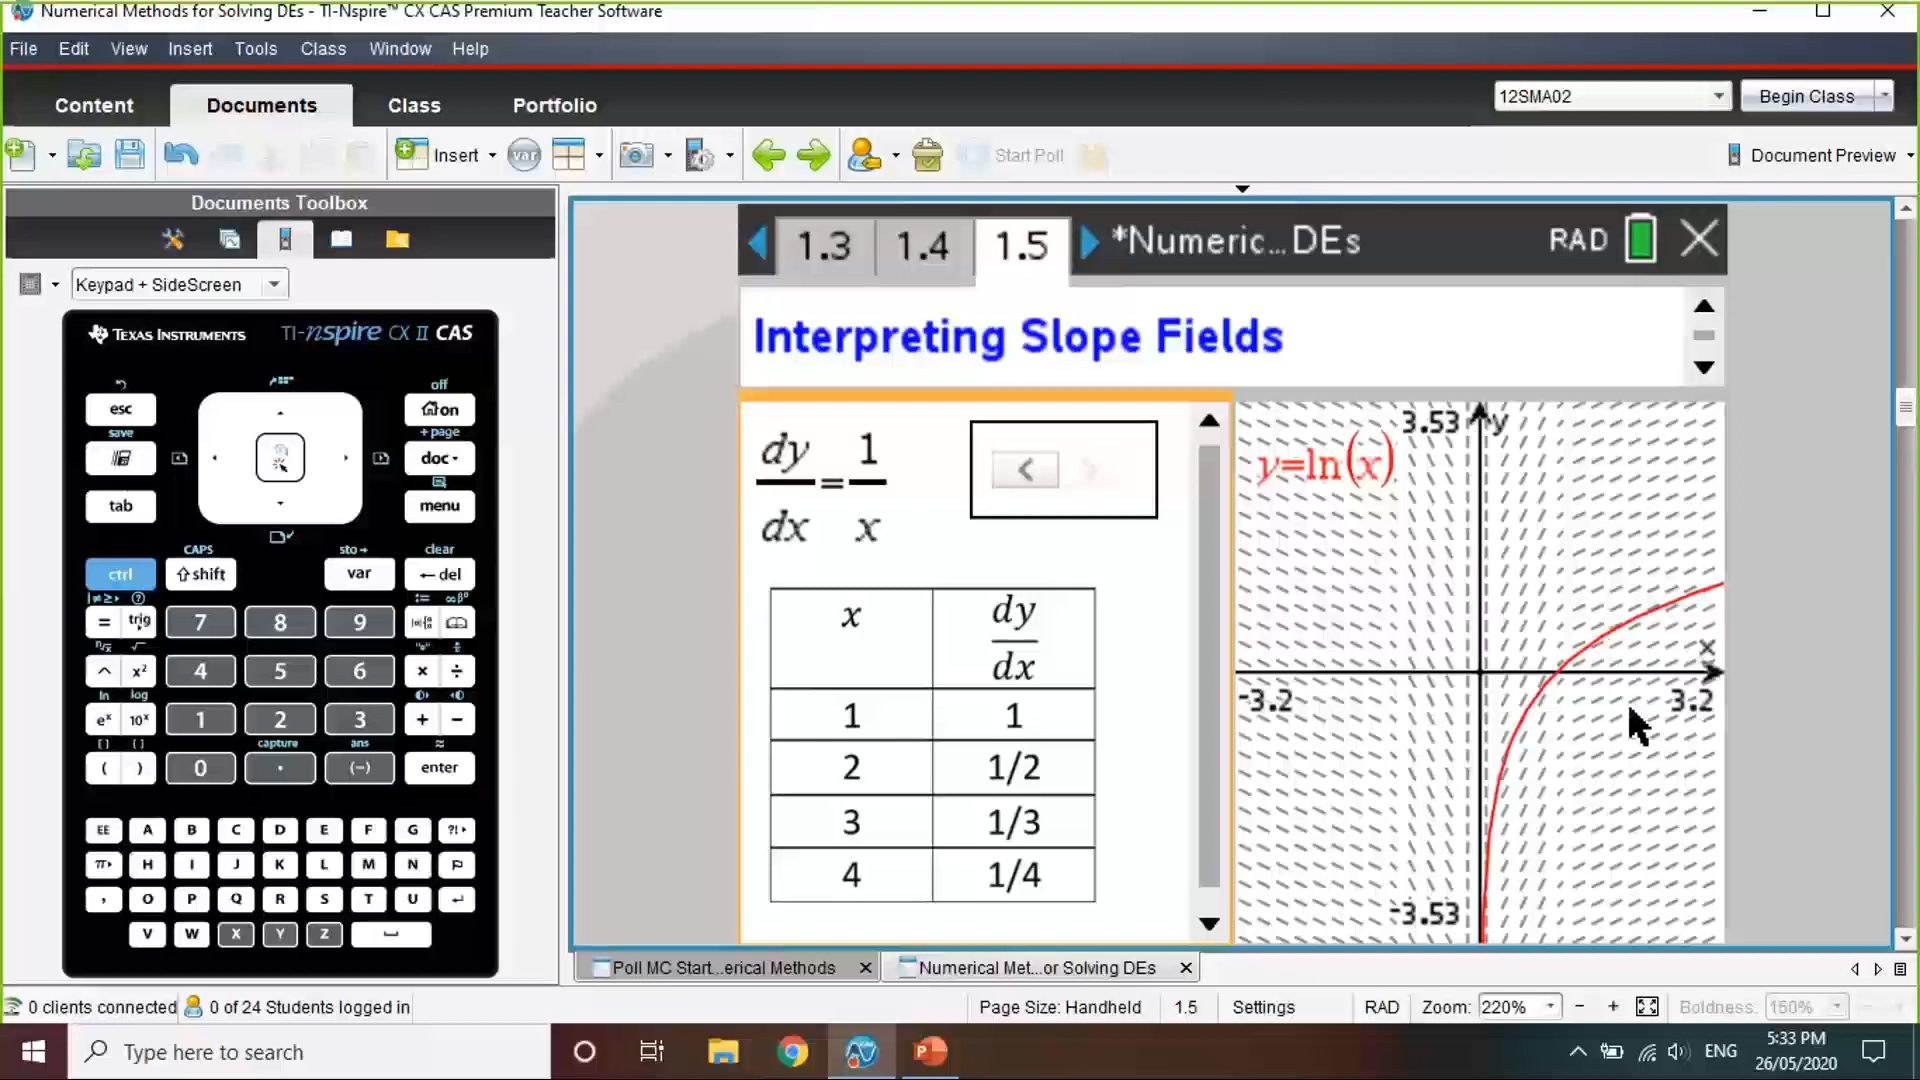 Numerical Methods for Solving DEs - TI-Nspire™ CX CAS Premium Teacher Software
File Edit View Insert Tools Class Window Help
Content Documents Class Portfolio
12SMA02 Begin Class
Insert var Start Poll Document Preview
Documents Toolbox
Keypad + SideScreen
TEXAS INSTRUMENTS TI-nspire CX II CAS
off
esc on
save + page
doc
tab menu
CAPS sto→ clear
ctrl ⇧shift var ←del
= trig 7 8 9
^ x² 4 5 6 × ÷
ln log
eˣ 10ˣ 1 2 3 + −
[ ] { } capture ans ≈
( ) 0 . (−) enter
EE A B C D E F G ?!▸
π▸ H I J K L M N
, O P Q R S T U ↵
V W X Y Z
1.3 1.4 1.5 *Numeric...DEs RAD
Interpreting Slope Fields
dy/dx = 1/x
<
x dy/dx
1 1
2 1/2
3 1/3
4 1/4
3.53 y
y=ln(x)
x
-3.2 3.2
-3.53
Poll MC Start...erical Methods Numerical Met...or Solving DEs
0 clients connected 0 of 24 Students logged in Page Size: Handheld 1.5 Settings RAD Zoom: 220% − + Boldness: 150%
Type here to search ENG 5:33 PM
26/05/2020